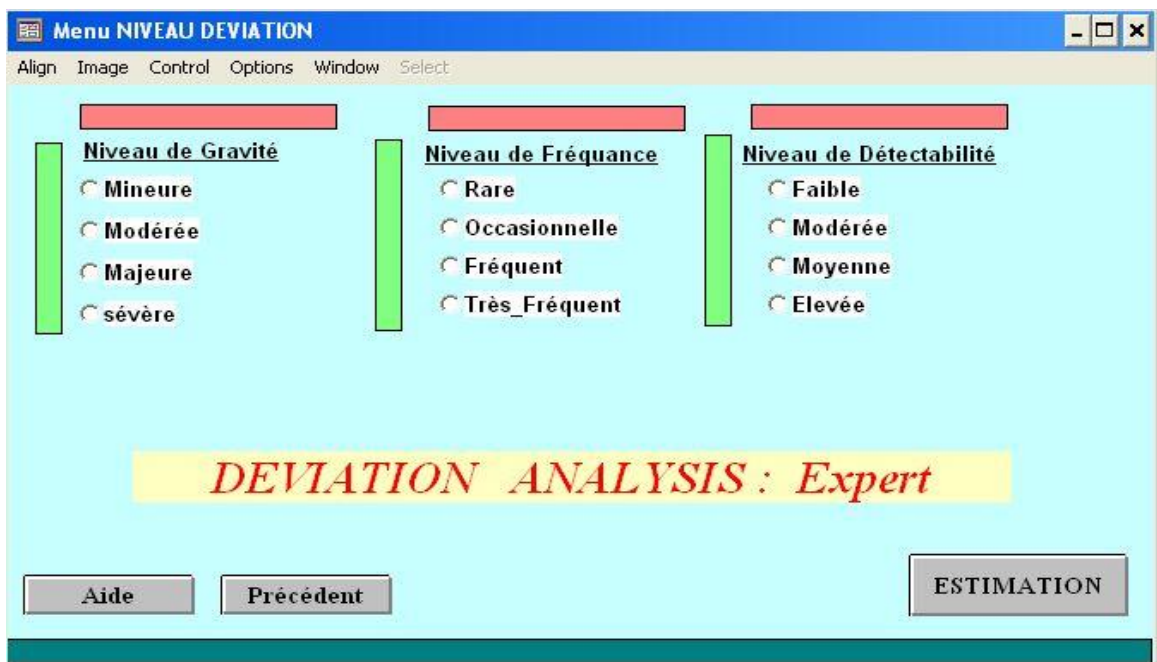 Menu NIVEAU DEVIATION
Align Image Control Options Window Select
Niveau de Gravité
Mineure
Modérée
Majeure
sévère
Niveau de Fréquance
Rare
Occasionnelle
Fréquent
Très_Fréquent
Niveau de Détectabilité
Faible
Modérée
Moyenne
Elevée
DEVIATION ANALYSIS : Expert
Aide
Précédent
ESTIMATION